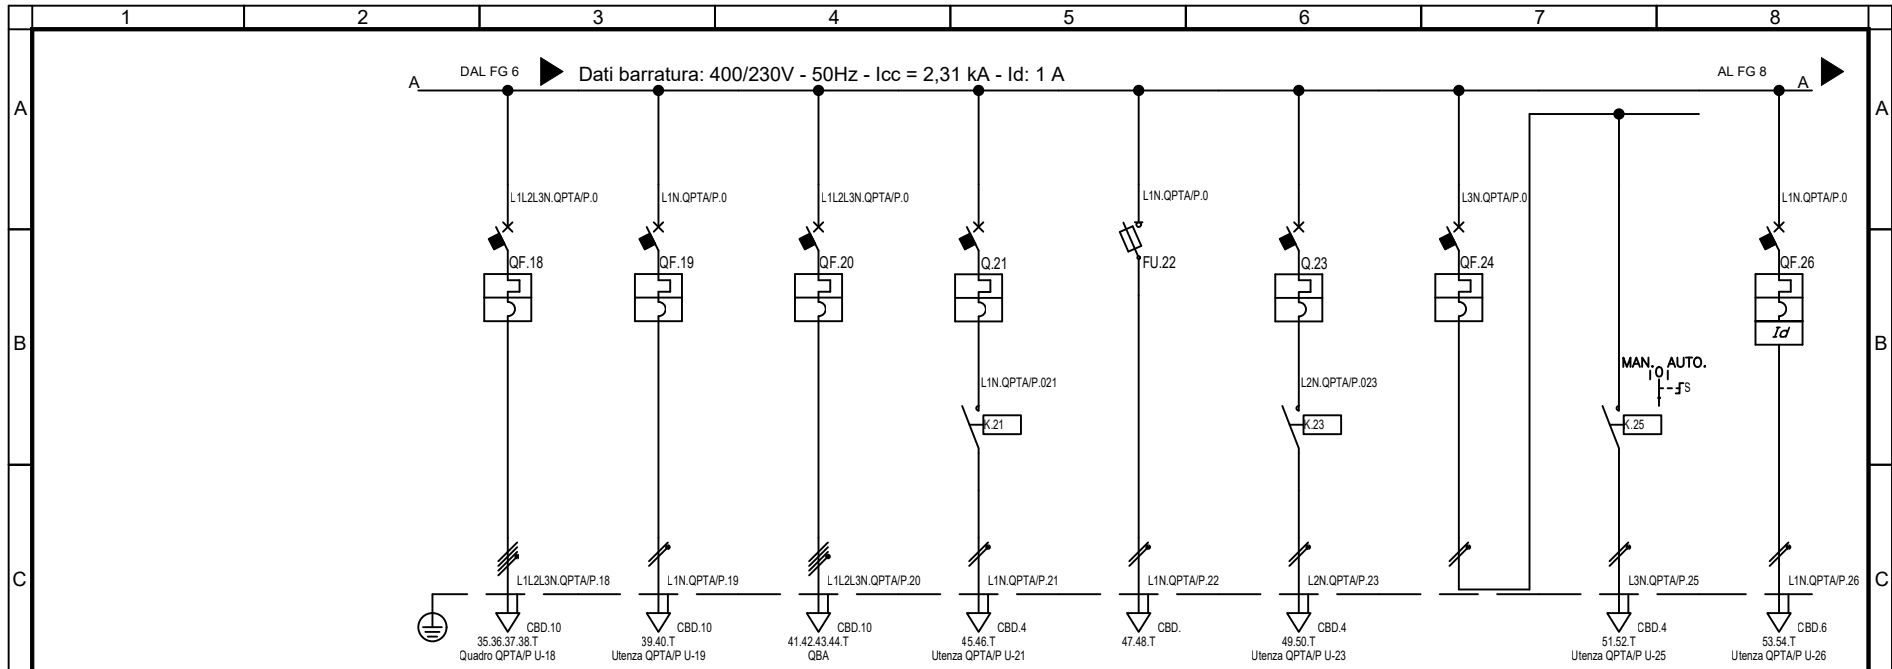 1 2 3 4 5 6 7 8
DAL FG 6 Dati barratura: 400/230V - 50Hz - Icc = 2,31 kA - Id: 1 A AL FG 8
A A
A A
L1L2L3N.QPTA/P.0 L1N.QPTA/P.0 L1L2L3N.QPTA/P.0 L1N.QPTA/P.0 L3N.QPTA/P.0 L1N.QPTA/P.0
QF.18 QF.19 QF.20 Q.21 FU.22 Q.23 QF.24 QF.26
Id
B B
MAN. 0 AUTO.
S
L1N.QPTA/P.021 L2N.QPTA/P.023
K.21 K.23 K.25
C C
L1L2L3N.QPTA/P.18 L1N.QPTA/P.19 L1L2L3N.QPTA/P.20 L1N.QPTA/P.21 L1N.QPTA/P.22 L2N.QPTA/P.23 L3N.QPTA/P.25 L1N.QPTA/P.26
CBD.10 CBD.10 CBD.10 CBD.4 CBD. CBD.4 CBD.4 CBD.6
35.36.37.38.T 39.40.T 41.42.43.44.T 45.46.T 47.48.T 49.50.T 51.52.T 53.54.T
Quadro QPTA/P U-18 Utenza QPTA/P U-19 QBA Utenza QPTA/P U-21 Utenza QPTA/P U-23 Utenza QPTA/P U-25 Utenza QPTA/P U-26